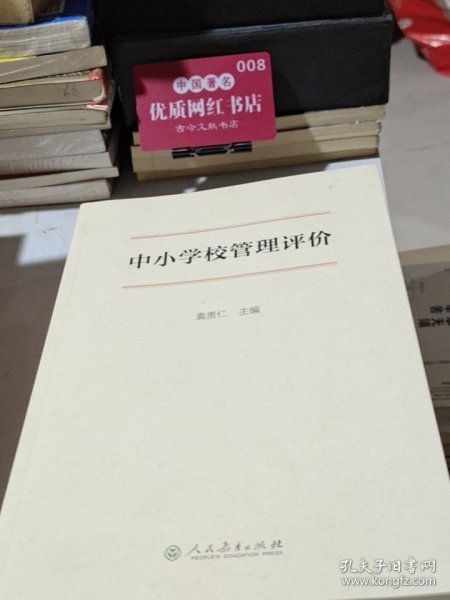 008
中国著名
优质网红书店
古今文献书店
中小学校管理评价
袁贵仁 主编
人民教育出版社
PEOPLE'S EDUCATION PRESS
孔夫子旧书网
www.kongfz.com